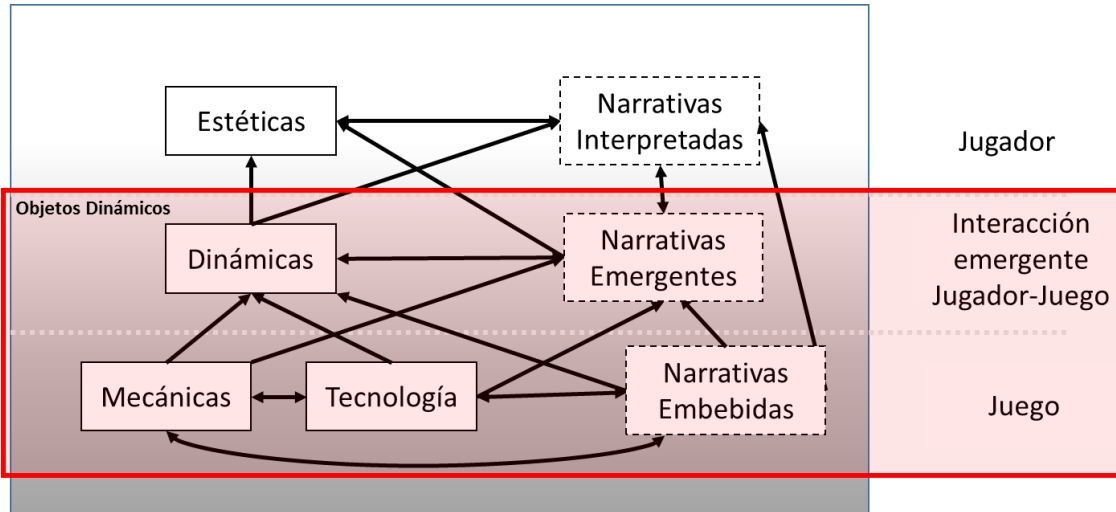 Estéticas
Narrativas
Interpretadas
Jugador
Objetos Dinámicos
Dinámicas
Narrativas
Emergentes
Interacción
emergente
Jugador-Juego
Mecánicas
Tecnología
Narrativas
Embebidas
Juego